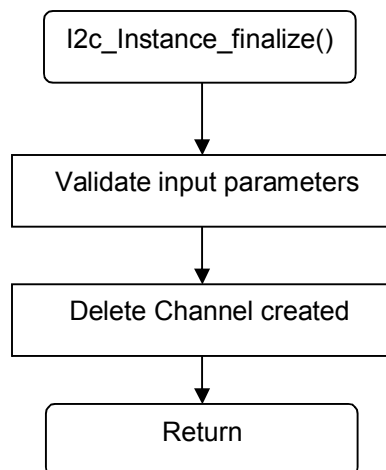 I2c_Instance_finalize()
Validate input parameters
Delete Channel created
Return